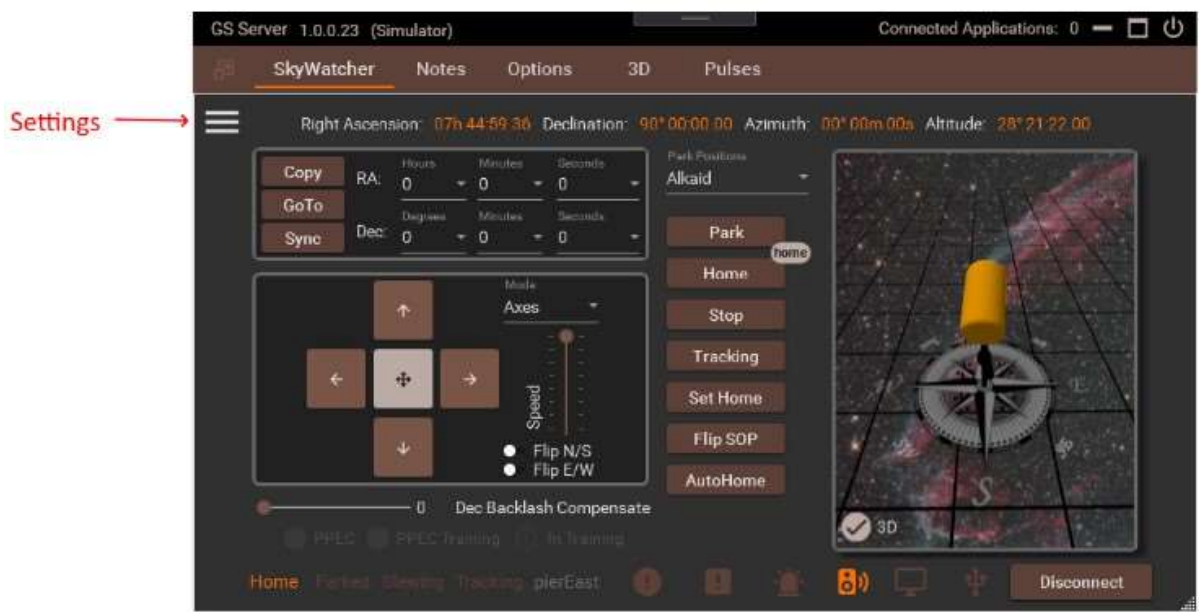 GS Server 1.0.0.23 (Simulator) Connected Applications: 0
SkyWatcher Notes Options 3D Pulses
Settings
Right Ascension: 07h 44:59.36 Declination: 90° 00:00.00 Azimuth: 00° 00m 00s Altitude: 28° 21:22.00
Copy
GoTo
Sync
RA:
Hours Minutes Seconds
0 0 0
Dec:
Degrees Minutes Seconds
0 0 0
Park Positions
Alkaid
Mode
Axes
Speed
Flip N/S
Flip E/W
Park
home
Home
Stop
Tracking
Set Home
Flip SOP
AutoHome
E
SE
S
3D
0 Dec Backlash Compensate
PPEC PPEC Training In Training
Home Parked Slewing Tracking pierEast
Disconnect